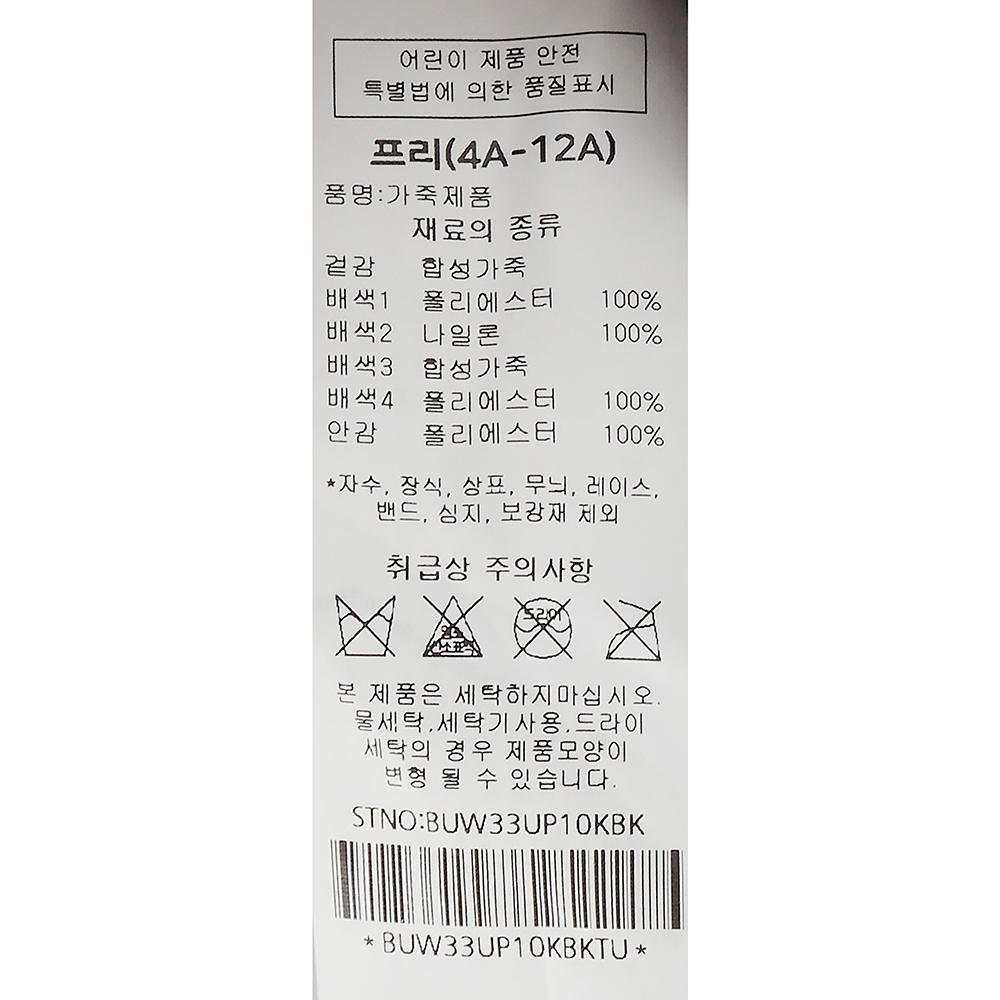 어린이 제품 안전
특별법에 의한 품질표시
프리(4A-12A)
품명:가죽제품
재료의 종류
겉감 합성가죽
배색1 폴리에스터 100%
배색2 나일론 100%
배색3 합성가죽
배색4 폴리에스터 100%
안감 폴리에스터 100%
*자수, 장식, 상표, 무늬, 레이스,
밴드, 심지, 보강재 제외
취급상 주의사항
드라이
본 제품은 세탁하지마십시오.
물세탁,세탁기사용,드라이
세탁의 경우 제품모양이
변형 될 수 있습니다.
STNO:BUW33UP10KBK
*BUW33UP10KBKTU*